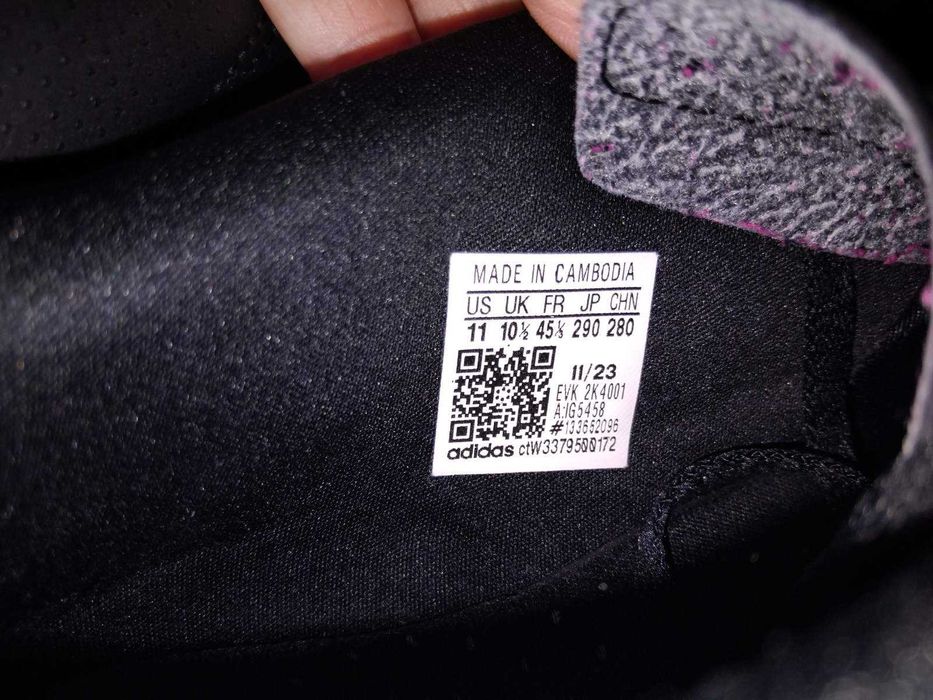 MADE IN CAMBODIA
US UK FR JP CHN
11 10½ 45⅓ 290 280
11/23
EVK 2K4001
A:IG5458
#133652096
adidas ctW3379500172